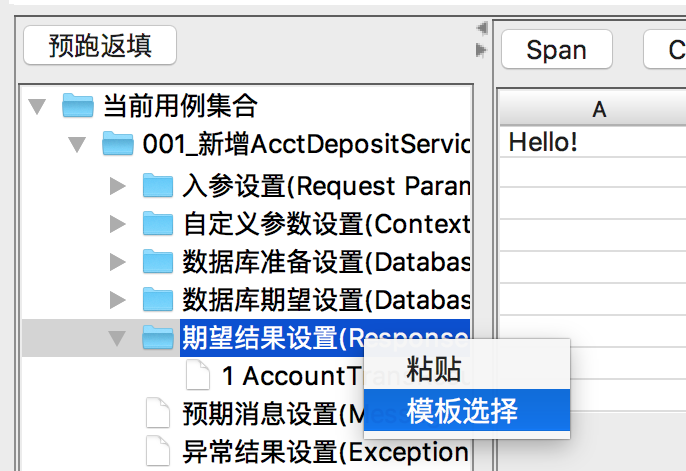 预跑返填
Span
C
当前用例集合
A
001_新增AcctDepositServic
Hello!
入参设置(Request Param
自定义参数设置(Context
数据库准备设置(Databas
数据库期望设置(Databas
期望结果设置(Response
粘贴
1 AccountTran
模板选择
预期消息设置(Mes
异常结果设置(Exception